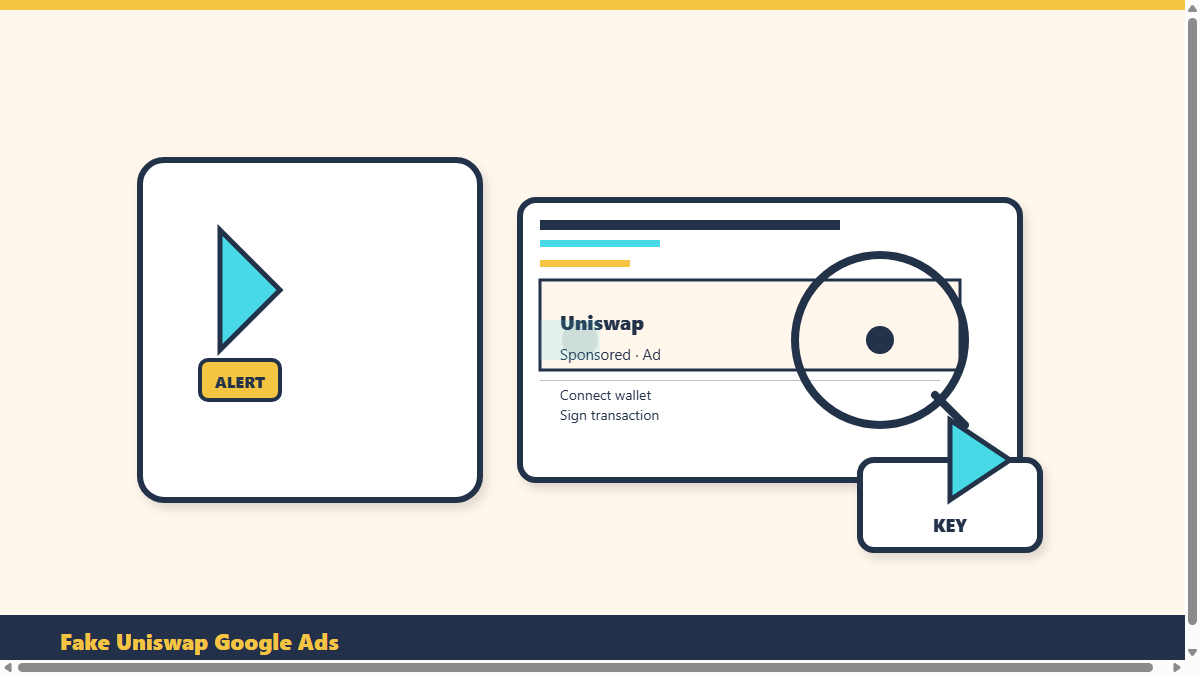 ALERT
Uniswap
Sponsored · Ad
Connect wallet
Sign transaction
KEY
Fake Uniswap Google Ads